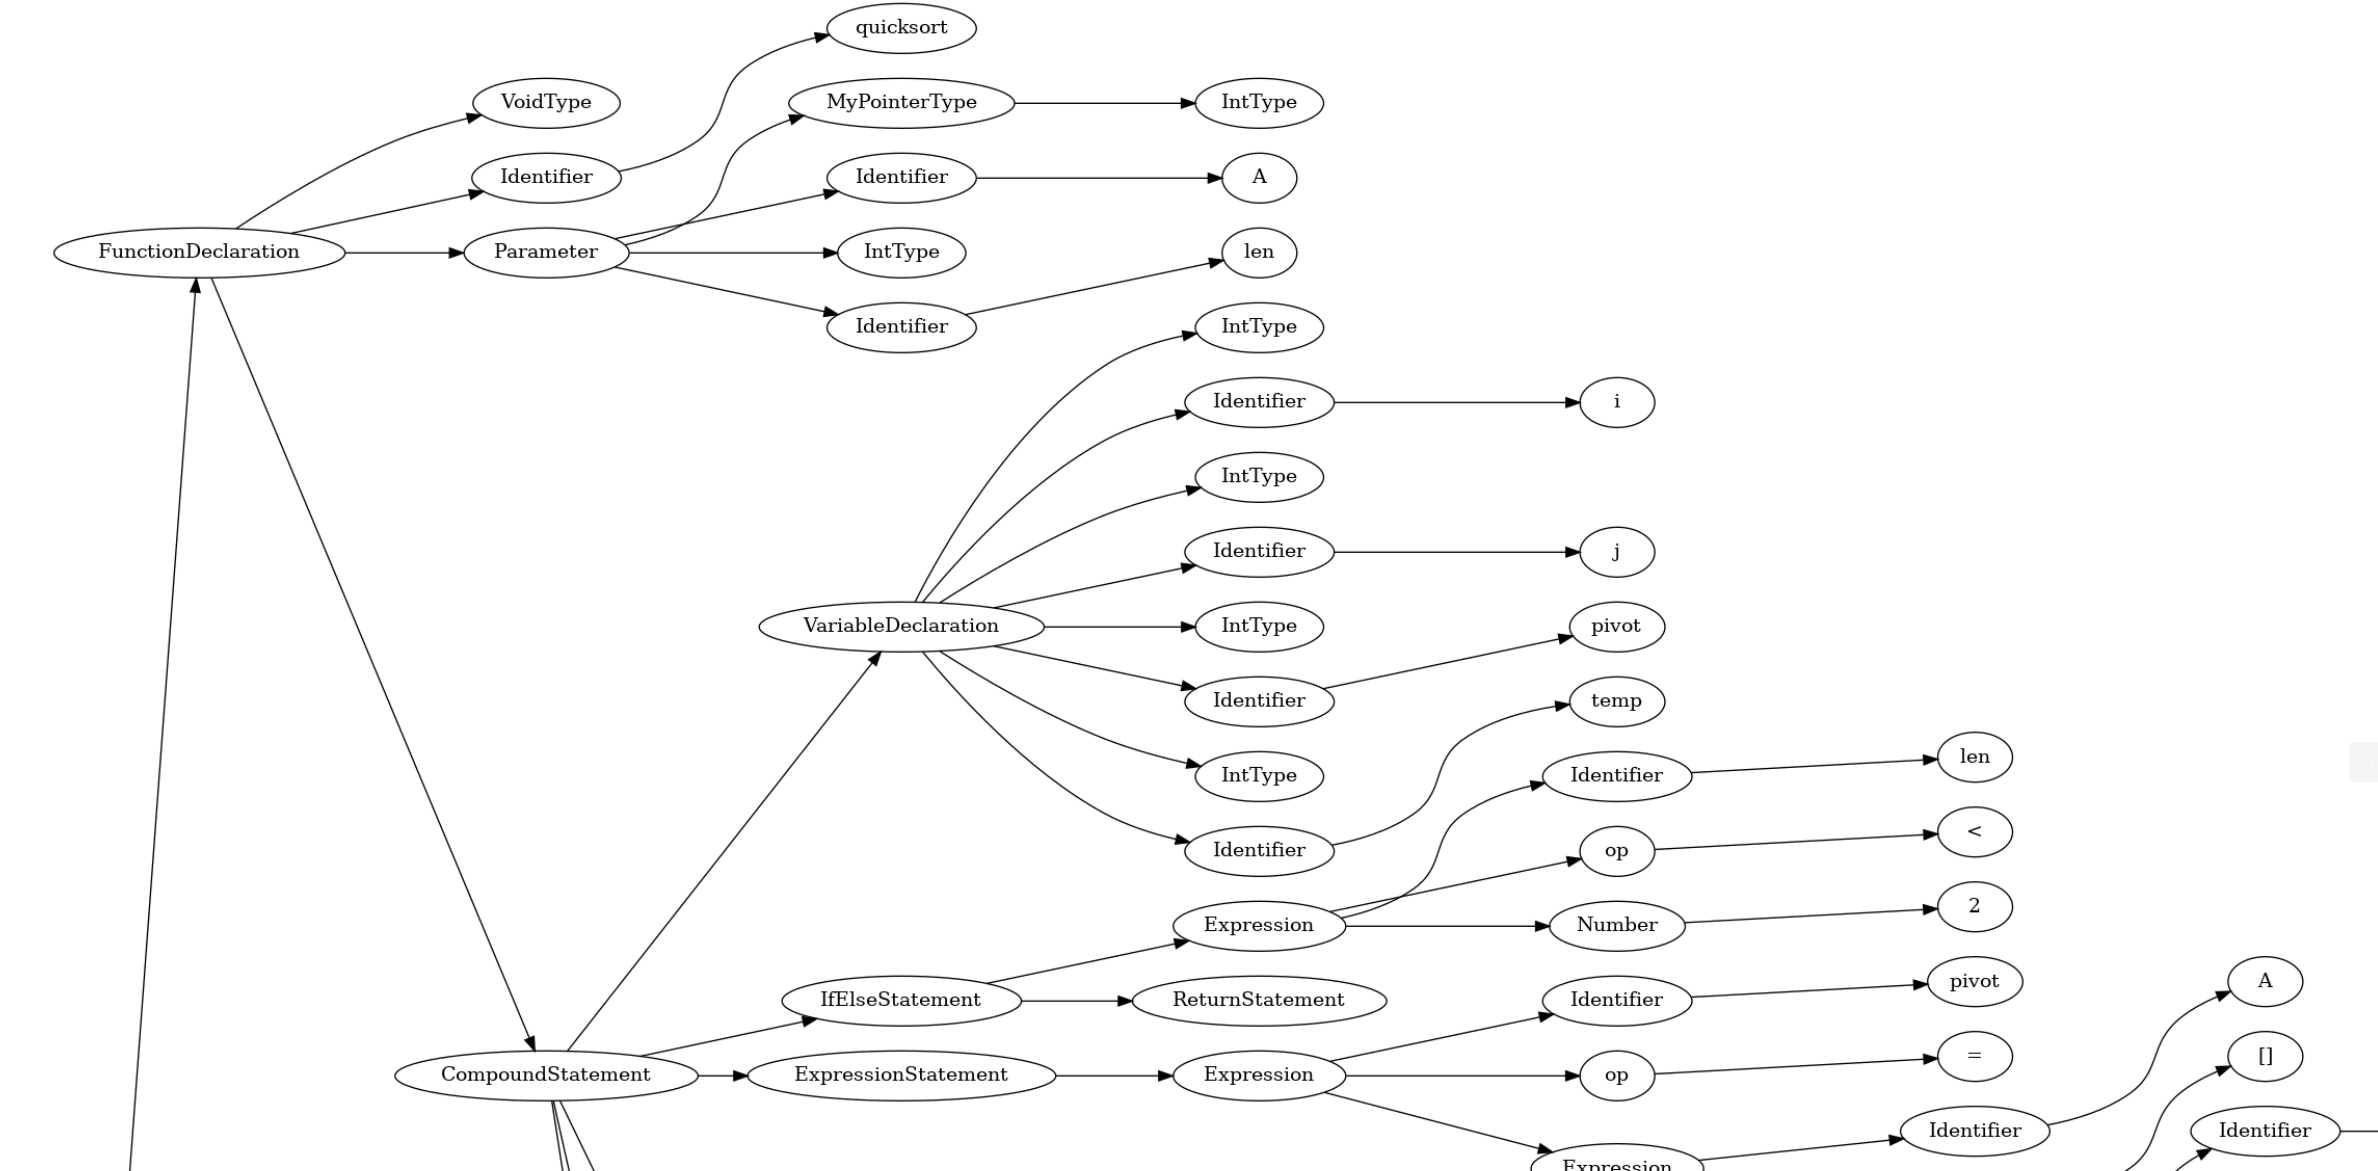 quicksort
VoidType
MyPointerType
IntType
Identifier
Identifier
A
FunctionDeclaration
Parameter
IntType
len
Identifier
IntType
Identifier
i
IntType
Identifier
j
VariableDeclaration
IntType
pivot
Identifier
temp
IntType
Identifier
len
Identifier
op
<
Expression
Number
2
IfElseStatement
ReturnStatement
Identifier
pivot
A
CompoundStatement
ExpressionStatement
Expression
op
=
[]
Identifier
Identifier
Expression